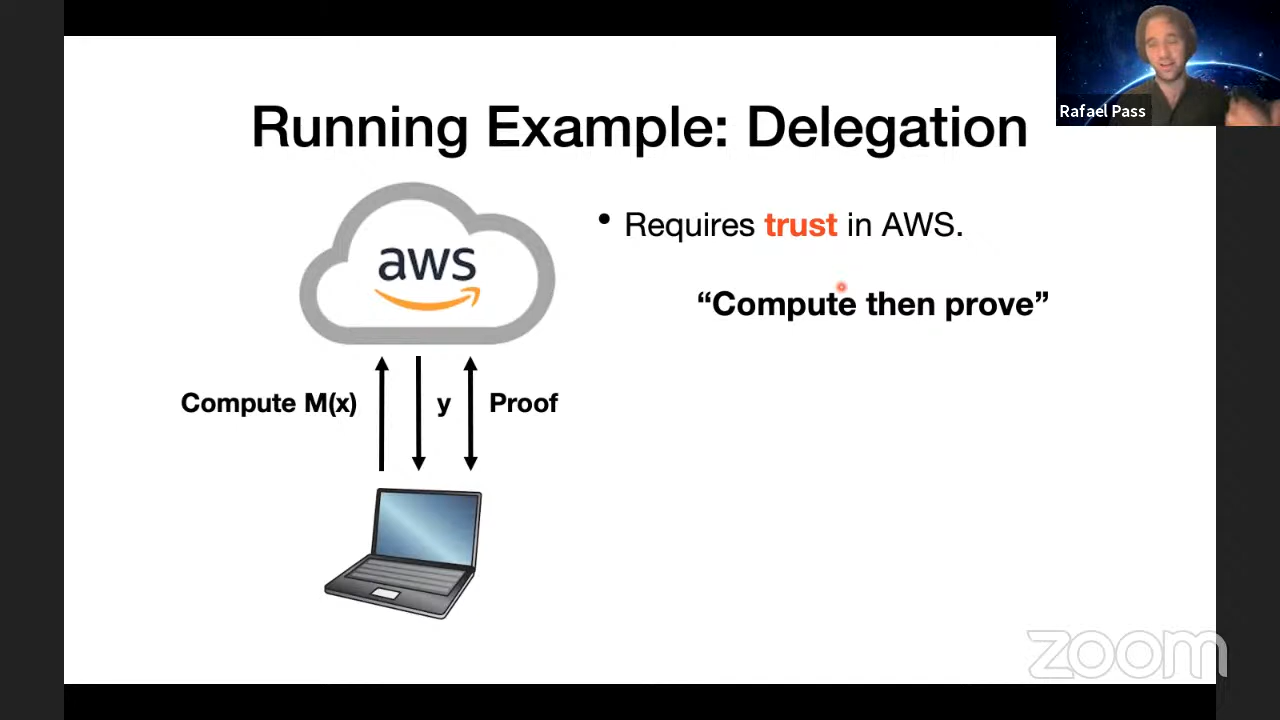 Rafael Pass
Running Example: Delegation
aws
• Requires trust in AWS.
“Compute then prove”
Compute M(x)
y
Proof
zoom